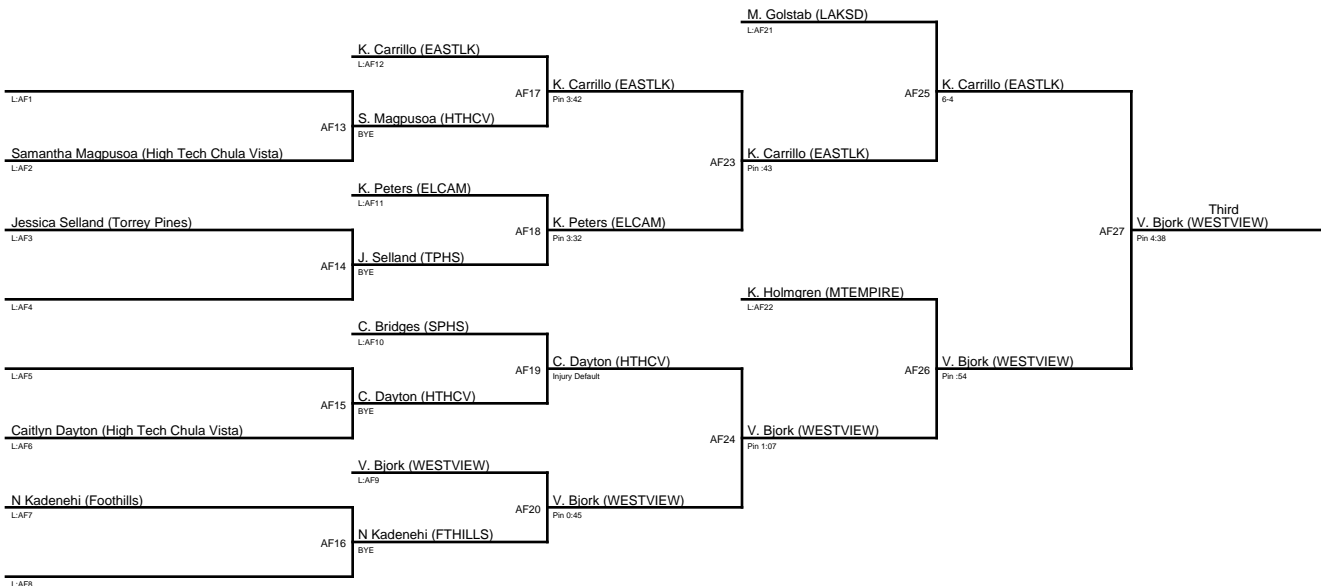 M. Golstab (LAKSD)
L:AF21
K. Carrillo (EASTLK)
L:AF12
L:AF1
AF17
K. Carrillo (EASTLK)
Pin 3:42
AF25
K. Carrillo (EASTLK)
6-4
AF13
S. Magpusoa (HTHCV)
BYE
Samantha Magpusoa (High Tech Chula Vista)
L:AF2
AF23
K. Carrillo (EASTLK)
Pin :43
K. Peters (ELCAM)
L:AF11
Jessica Selland (Torrey Pines)
L:AF3
AF18
K. Peters (ELCAM)
Pin 3:32
AF27
Third
V. Bjork (WESTVIEW)
Pin 4:38
AF14
J. Selland (TPHS)
BYE
L:AF4
K. Holmgren (MTEMPIRE)
L:AF22
C. Bridges (SPHS)
L:AF10
L:AF5
AF19
C. Dayton (HTHCV)
Injury Default
AF26
V. Bjork (WESTVIEW)
Pin :54
AF15
C. Dayton (HTHCV)
BYE
Caitlyn Dayton (High Tech Chula Vista)
L:AF6
AF24
V. Bjork (WESTVIEW)
Pin 1:07
V. Bjork (WESTVIEW)
L:AF9
N Kadenehi (Foothills)
L:AF7
AF20
V. Bjork (WESTVIEW)
Pin 0:45
AF16
N Kadenehi (FTHILLS)
BYE
L:AF8